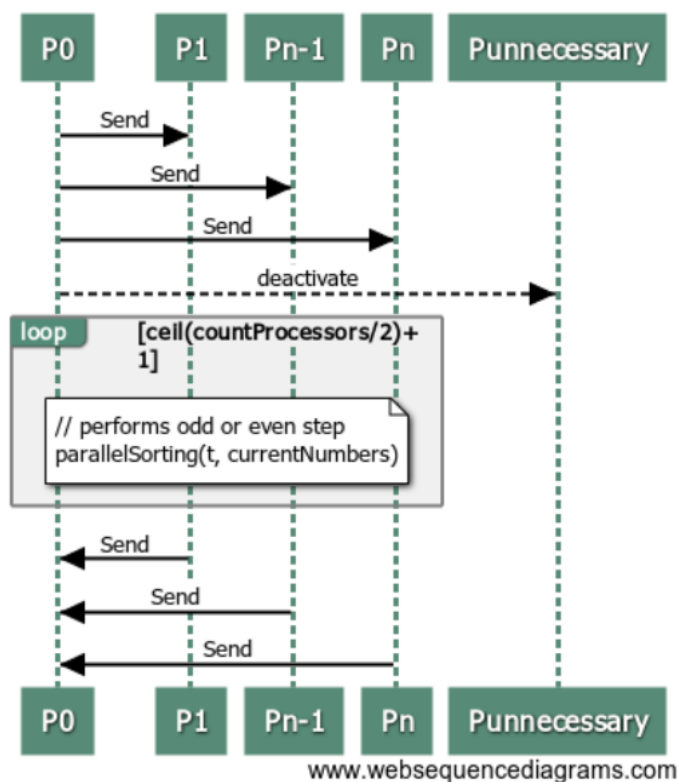 P0 P1 Pn-1 Pn Punnecessary
Send
Send
Send
deactivate
loop [ceil(countProcessors/2)+
1]
// performs odd or even step
parallelSorting(t, currentNumbers)
Send
Send
Send
P0 P1 Pn-1 Pn Punnecessary
www.websequencediagrams.com